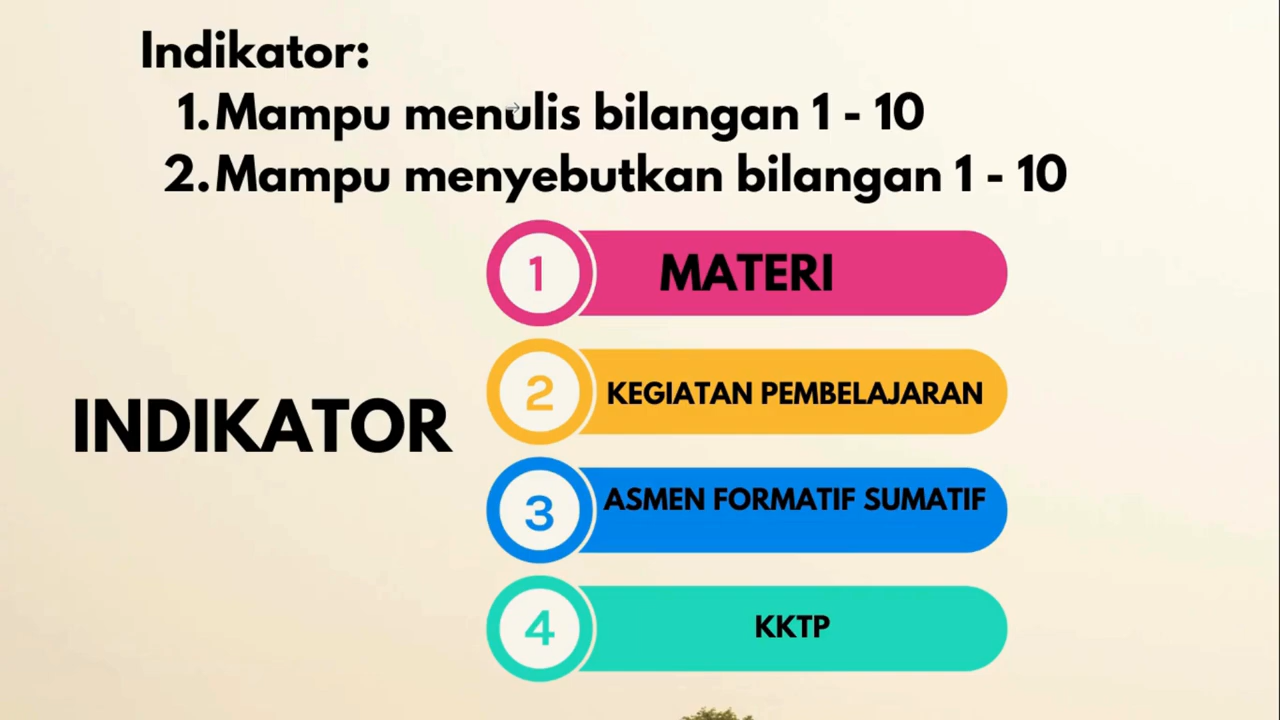 Indikator:
1. Mampu menulis bilangan 1 - 10
2. Mampu menyebutkan bilangan 1 - 10
1 MATERI
2 KEGIATAN PEMBELAJARAN
INDIKATOR
3 ASMEN FORMATIF SUMATIF
4 KKTP